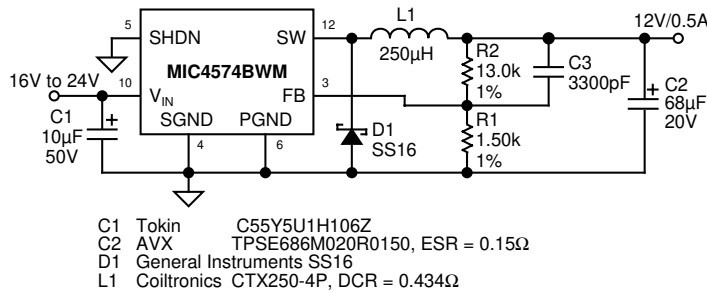 5
SHDN
SW
12
L1
250µH
12V/0.5A
MIC4574BWM
16V to 24V
10
VIN
FB
3
SGND
PGND
4
6
C1
10µF
50V
+
D1
SS16
R2
13.0k
1%
R1
1.50k
1%
C3
3300pF
+
C2
68µF
20V
C1 Tokin C55Y5U1H106Z
C2 AVX TPSE686M020R0150, ESR = 0.15Ω
D1 General Instruments SS16
L1 Coiltronics CTX250-4P, DCR = 0.434Ω